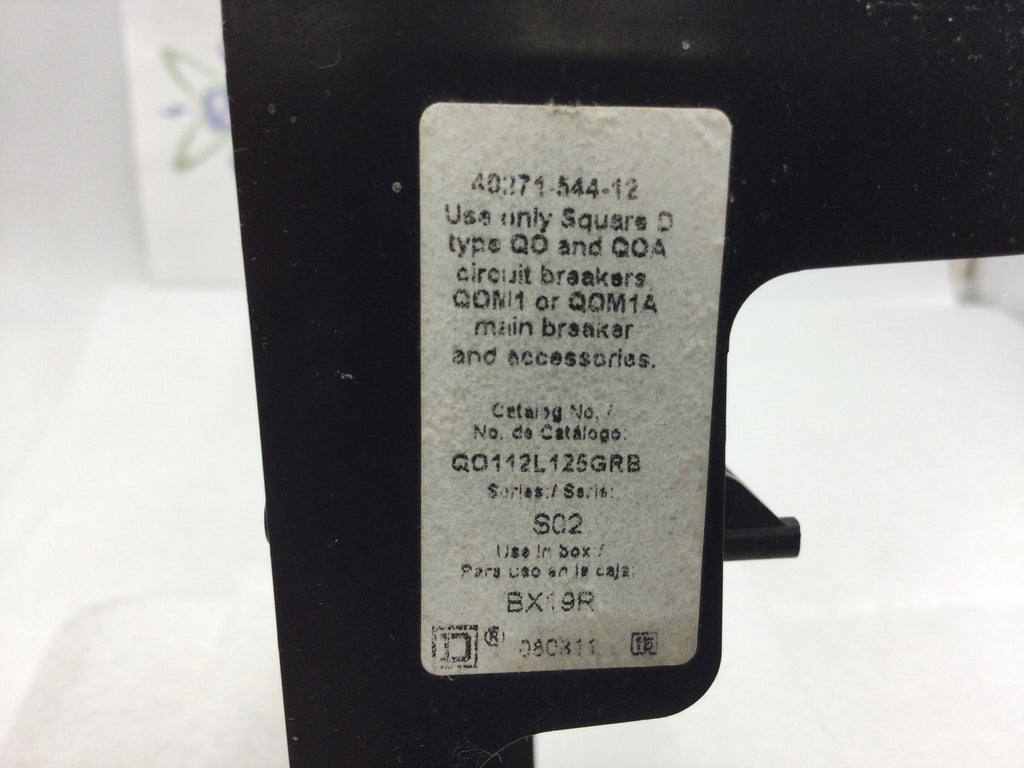 40271-544-12
Use only Square D
type QO and QOA
circuit breakers,
QOM1 or QOM1A
main breaker
and accessories.
Catalog No. /
No. de Catálogo:
QO112L125GRB
Series: / Serie:
S02
Use in box /
Para uso en la caja:
BX19R
D ®